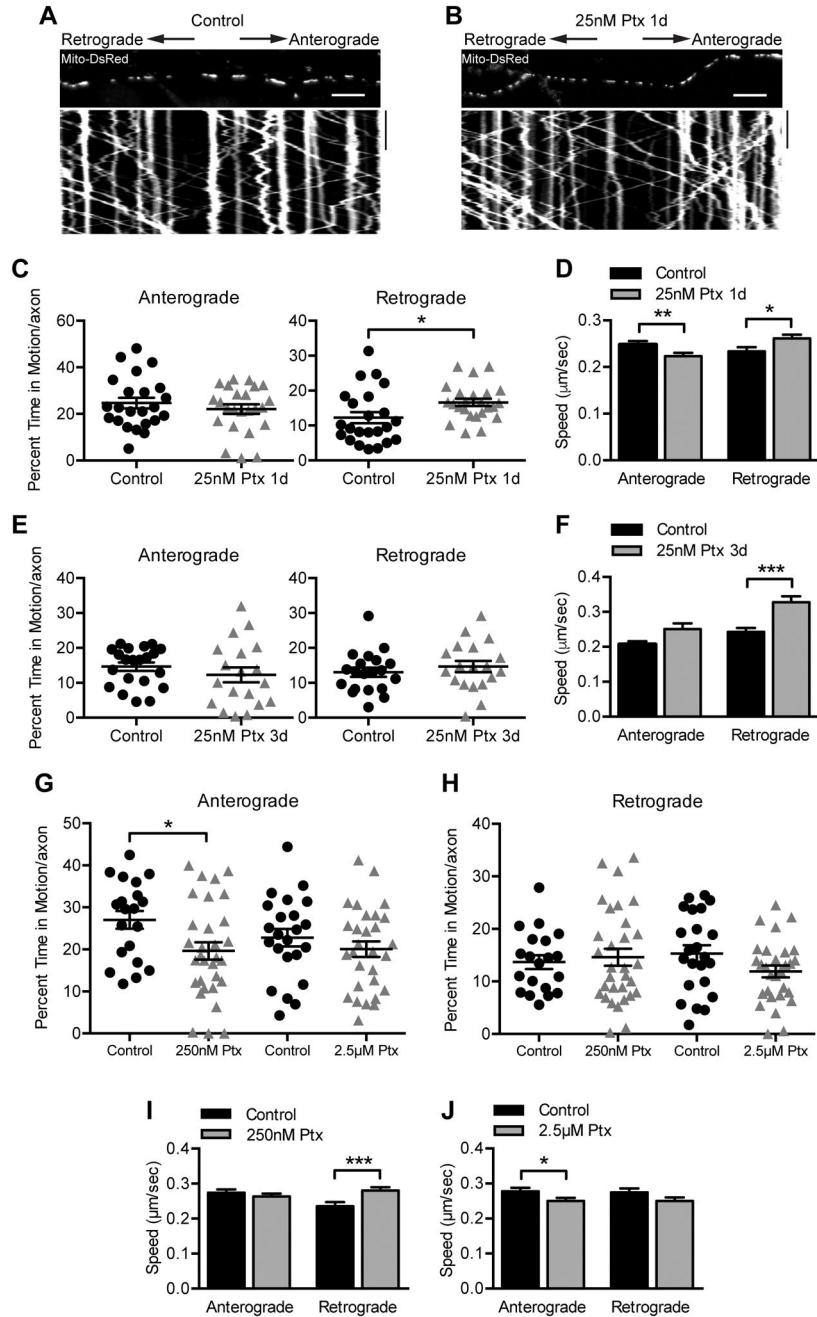 A
Control
Retrograde
Anterograde
Mito-DsRed
B
25nM Ptx 1d
Retrograde
Anterograde
Mito-DsRed
C
Anterograde
Percent Time in Motion/axon
60
40
20
0
Control
25nM Ptx 1d
Retrograde
*
40
30
20
10
0
Control
25nM Ptx 1d
D
Control
25nM Ptx 1d
Speed (µm/sec)
0.3
0.2
0.1
0.0
**
*
Anterograde
Retrograde
E
Anterograde
Percent Time in Motion/axon
40
30
20
10
0
Control
25nM Ptx 3d
Retrograde
40
30
20
10
0
Control
25nM Ptx 3d
F
Control
25nM Ptx 3d
Speed (µm/sec)
0.4
0.3
0.2
0.1
0.0
***
Anterograde
Retrograde
G
Anterograde
Percent Time in Motion/axon
50
40
30
20
10
0
*
Control
250nM Ptx
Control
2.5µM Ptx
H
Retrograde
Percent Time in Motion/axon
50
40
30
20
10
0
Control
250nM Ptx
Control
2.5µM Ptx
I
Control
250nM Ptx
Speed (µm/sec)
0.4
0.3
0.2
0.1
0.0
***
Anterograde
Retrograde
J
Control
2.5µM Ptx
Speed (µm/sec)
0.4
0.3
0.2
0.1
0.0
*
Anterograde
Retrograde